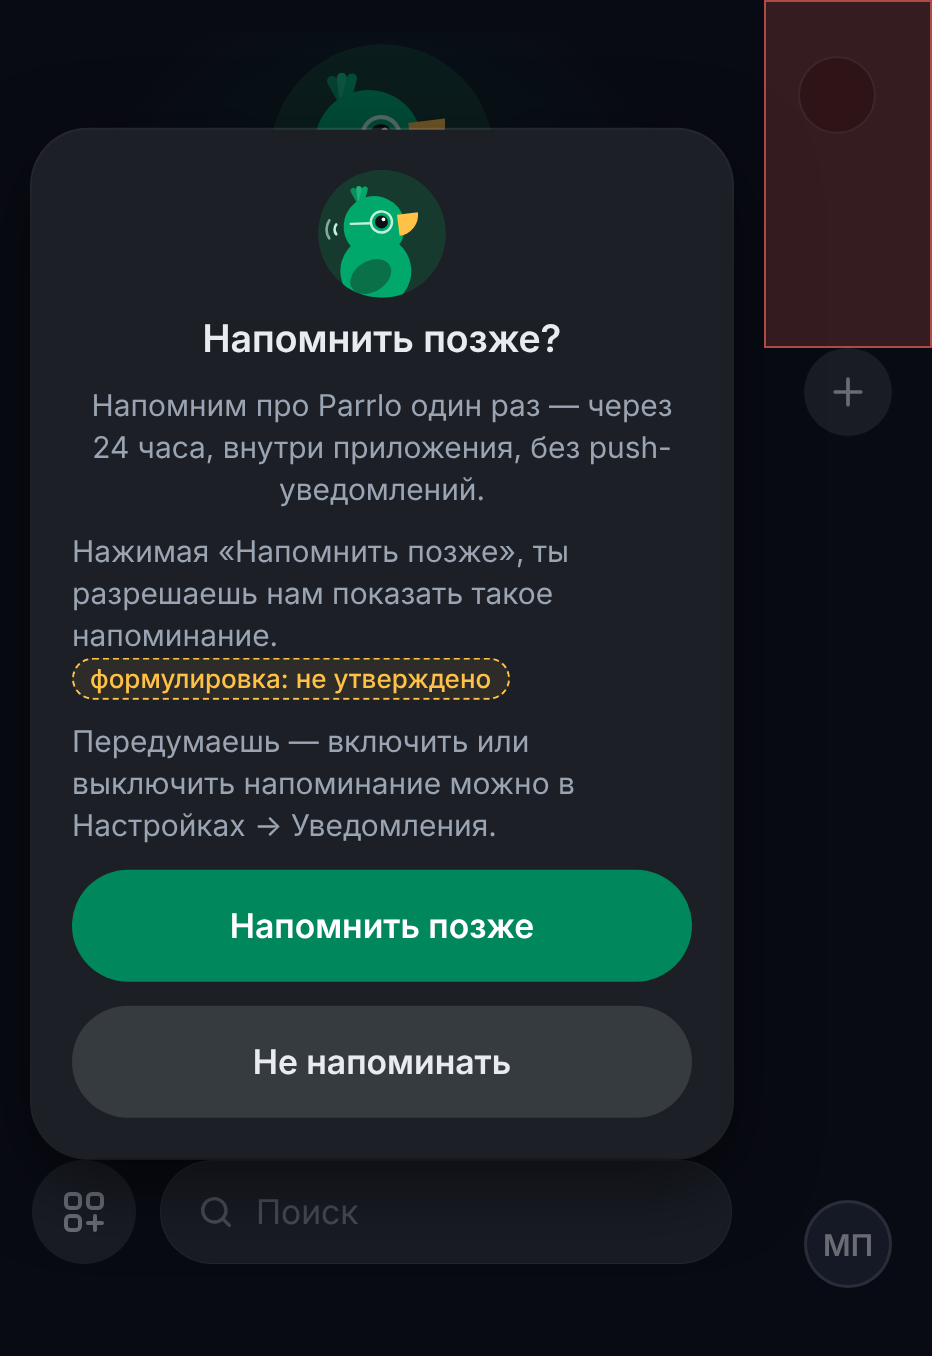 Напомнить позже?
Напомним про Parrlo один раз — через
24 часа, внутри приложения, без push-
уведомлений.
Нажимая «Напомнить позже», ты
разрешаешь нам показать такое
напоминание.
формулировка: не утверждено
Передумаешь — включить или
выключить напоминание можно в
Настройках → Уведомления.
Напомнить позже
Не напоминать
Поиск
МП